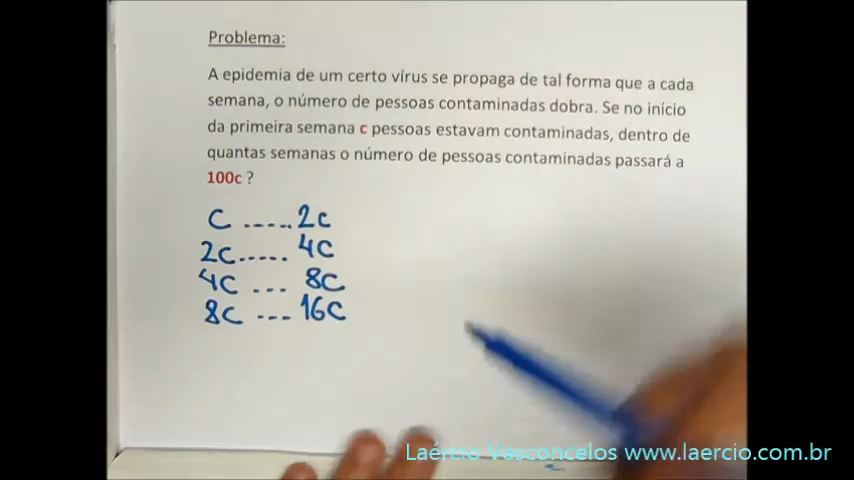 Problema:
A epidemia de um certo vírus se propaga de tal forma que a cada
semana, o número de pessoas contaminadas dobra. Se no início
da primeira semana c pessoas estavam contaminadas, dentro de
quantas semanas o número de pessoas contaminadas passará a
100c ?
C ...... 2c
2c...... 4C
4C ... 8C
8C --- 16C
Laércio Vasconcelos www.laercio.com.br